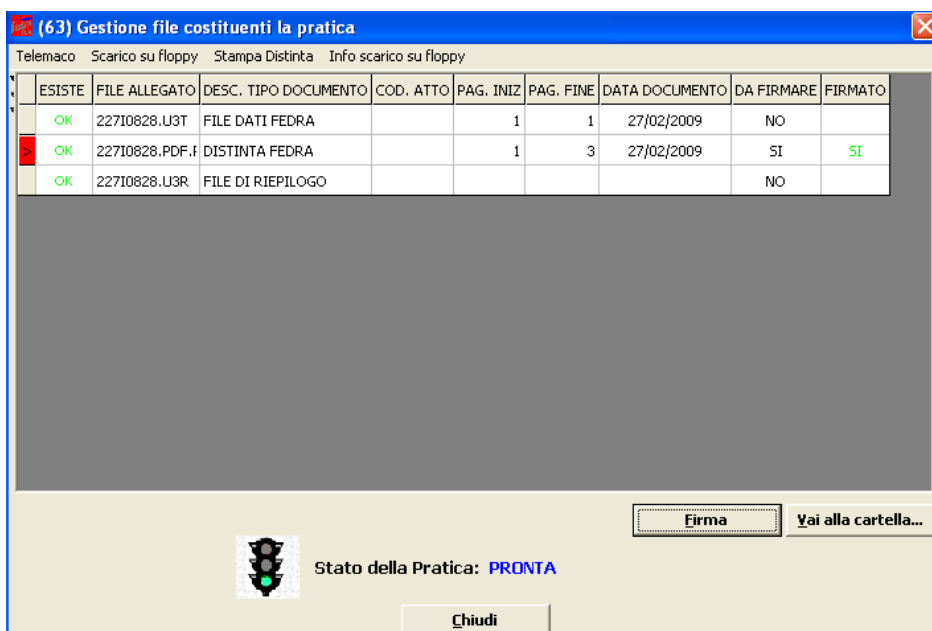 (63) Gestione file costituenti la pratica
Telemaco Scarico su floppy Stampa Distinta Info scarico su floppy
ESISTE FILE ALLEGATO DESC. TIPO DOCUMENTO COD. ATTO PAG. INIZ PAG. FINE DATA DOCUMENTO DA FIRMARE FIRMATO
OK 227I0828.U3T FILE DATI FEDRA 1 1 27/02/2009 NO
> OK 227I0828.PDF. DISTINTA FEDRA 1 3 27/02/2009 SI SI
OK 227I0828.U3R FILE DI RIEPILOGO NO
Firma Vai alla cartella...
Stato della Pratica: PRONTA
Chiudi